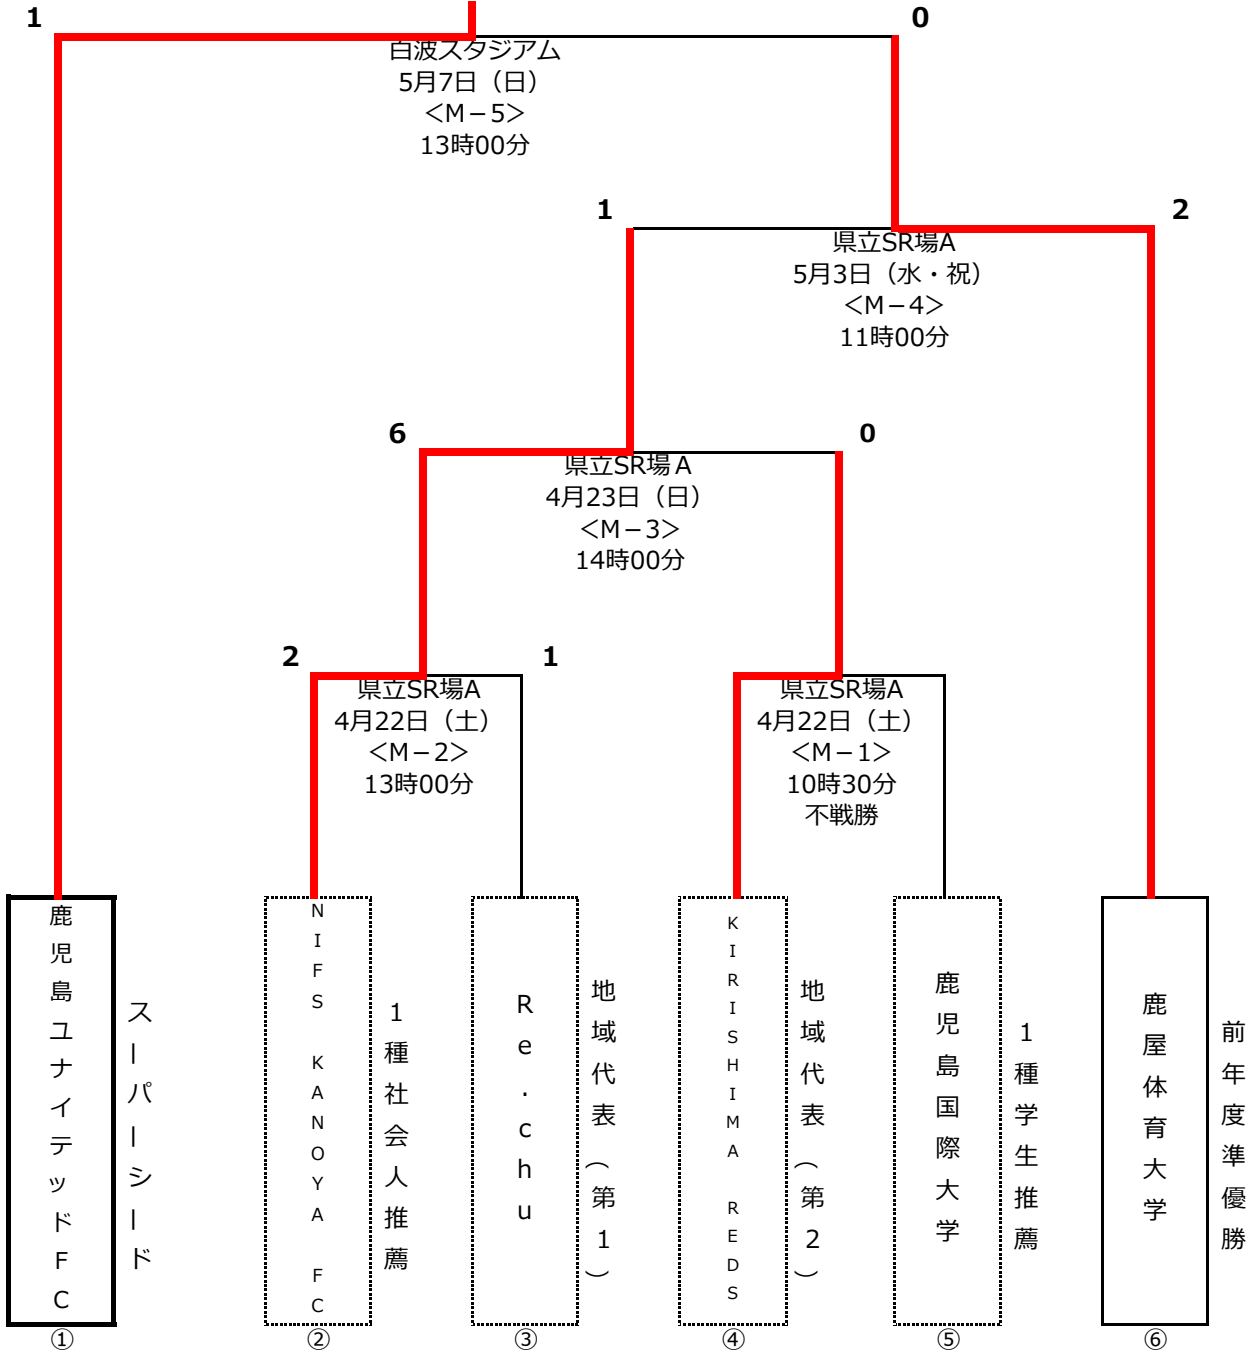 1
0
白波スタジアム
5月7日（日）
＜M－5＞
13時00分
1
2
県立SR場A
5月3日（水・祝）
＜M－4＞
11時00分
6
0
県立SR場A
4月23日（日）
＜M－3＞
14時00分
2
1
県立SR場A
4月22日（土）
＜M－2＞
13時00分
県立SR場A
4月22日（土）
＜M－1＞
10時30分
不戦勝
鹿児島ユナイテッドFC
スーパーシード
NIFS KANOYA FC
1種社会人推薦
Re.chu
地域代表（第1）
KIRISHIMA REDS
地域代表（第2）
鹿児島国際大学
1種学生推薦
鹿屋体育大学
前年度準優勝
①
②
③
④
⑤
⑥